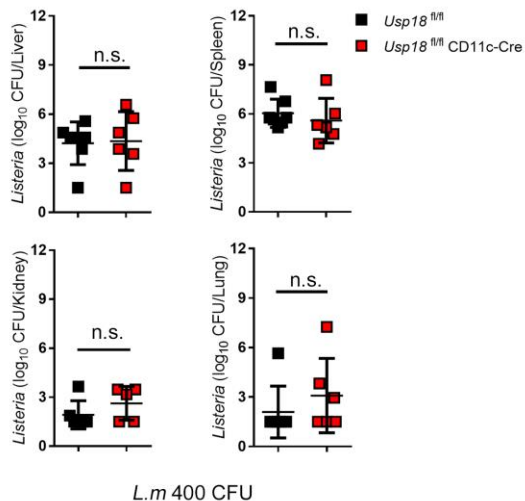 Usp18 fl/fl
Usp18 fl/fl CD11c-Cre
Listeria (log10 CFU/Liver)
12
9
6
3
0
n.s.
Listeria (log10 CFU/Spleen)
12
9
6
3
0
n.s.
Listeria (log10 CFU/Kidney)
12
9
6
3
0
n.s.
Listeria (log10 CFU/Lung)
12
9
6
3
0
n.s.
L.m 400 CFU